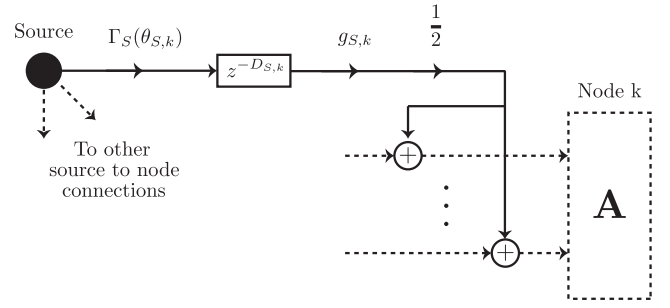 Source
Γ_S(θ_{S,k})
z^{-D_{S,k}}
g_{S,k}
1/2
Node k
To other
source to node
connections
+
A
+